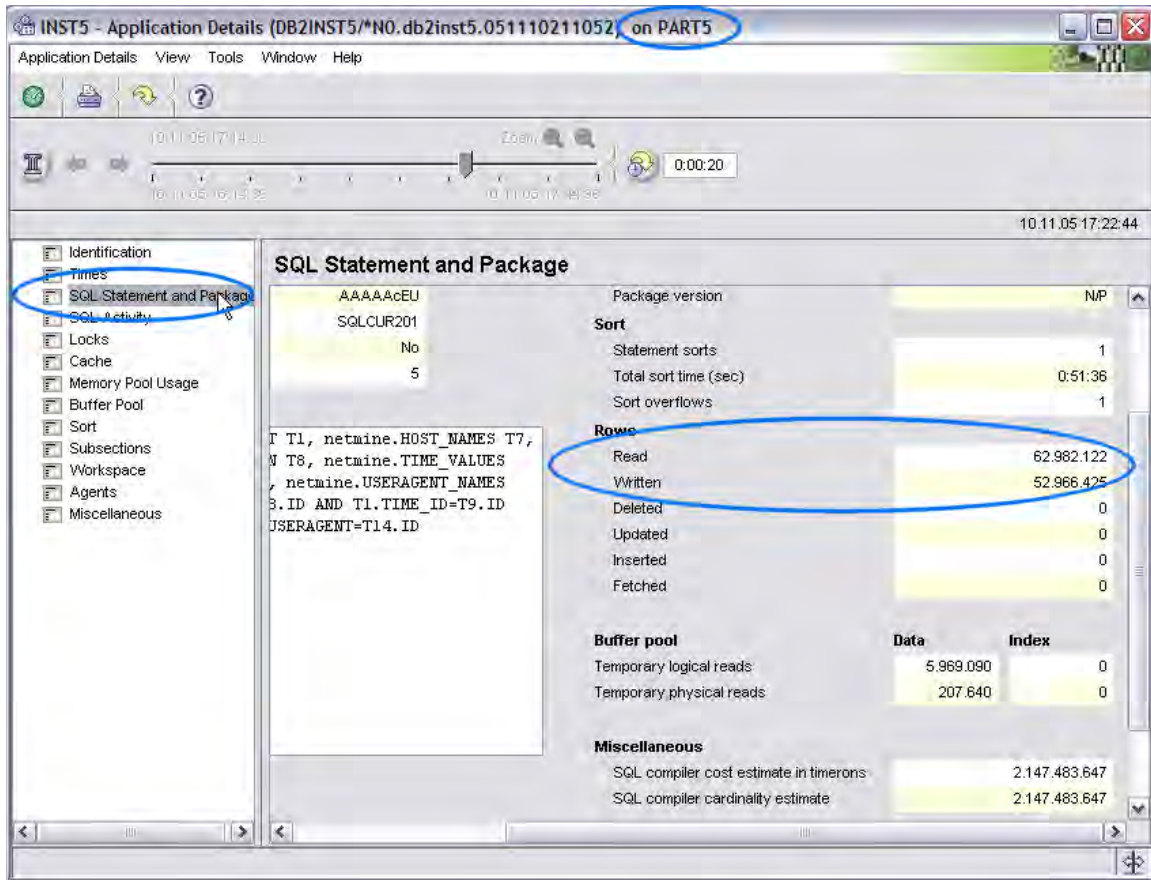 INST5 - Application Details (DB2INST5/*N0.db2inst5.051110211052) on PART5
Application Details View Tools Window Help
Zoom
0:00:20
10.11.05 17:22:44
Identification
Times
SQL Statement and Packag
SQL Activity
Locks
Cache
Memory Pool Usage
Buffer Pool
Sort
Subsections
Workspace
Agents
Miscellaneous
SQL Statement and Package
AAAAAcEU
SQLCUR201
No
5
T T1, netmine.HOST_NAMES T7,
T8, netmine.TIME_VALUES
, netmine.USERAGENT_NAMES
.ID AND T1.TIME_ID=T9.ID
USERAGENT=T14.ID
Package version N/P
Sort
Statement sorts 1
Total sort time (sec) 0:51:36
Sort overflows 1
Rows
Read 62.982.122
Written 52.966.425
Deleted 0
Updated 0
Inserted 0
Fetched 0
Buffer pool Data Index
Temporary logical reads 5.969.090 0
Temporary physical reads 207.640 0
Miscellaneous
SQL compiler cost estimate in timerons 2.147.483.647
SQL compiler cardinality estimate 2.147.483.647